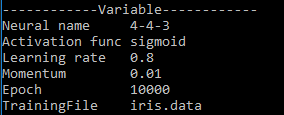 ------------Variable------------
Neural name 4-4-3
Activation func sigmoid
Learning rate 0.8
Momentum 0.01
Epoch 10000
TrainingFile iris.data